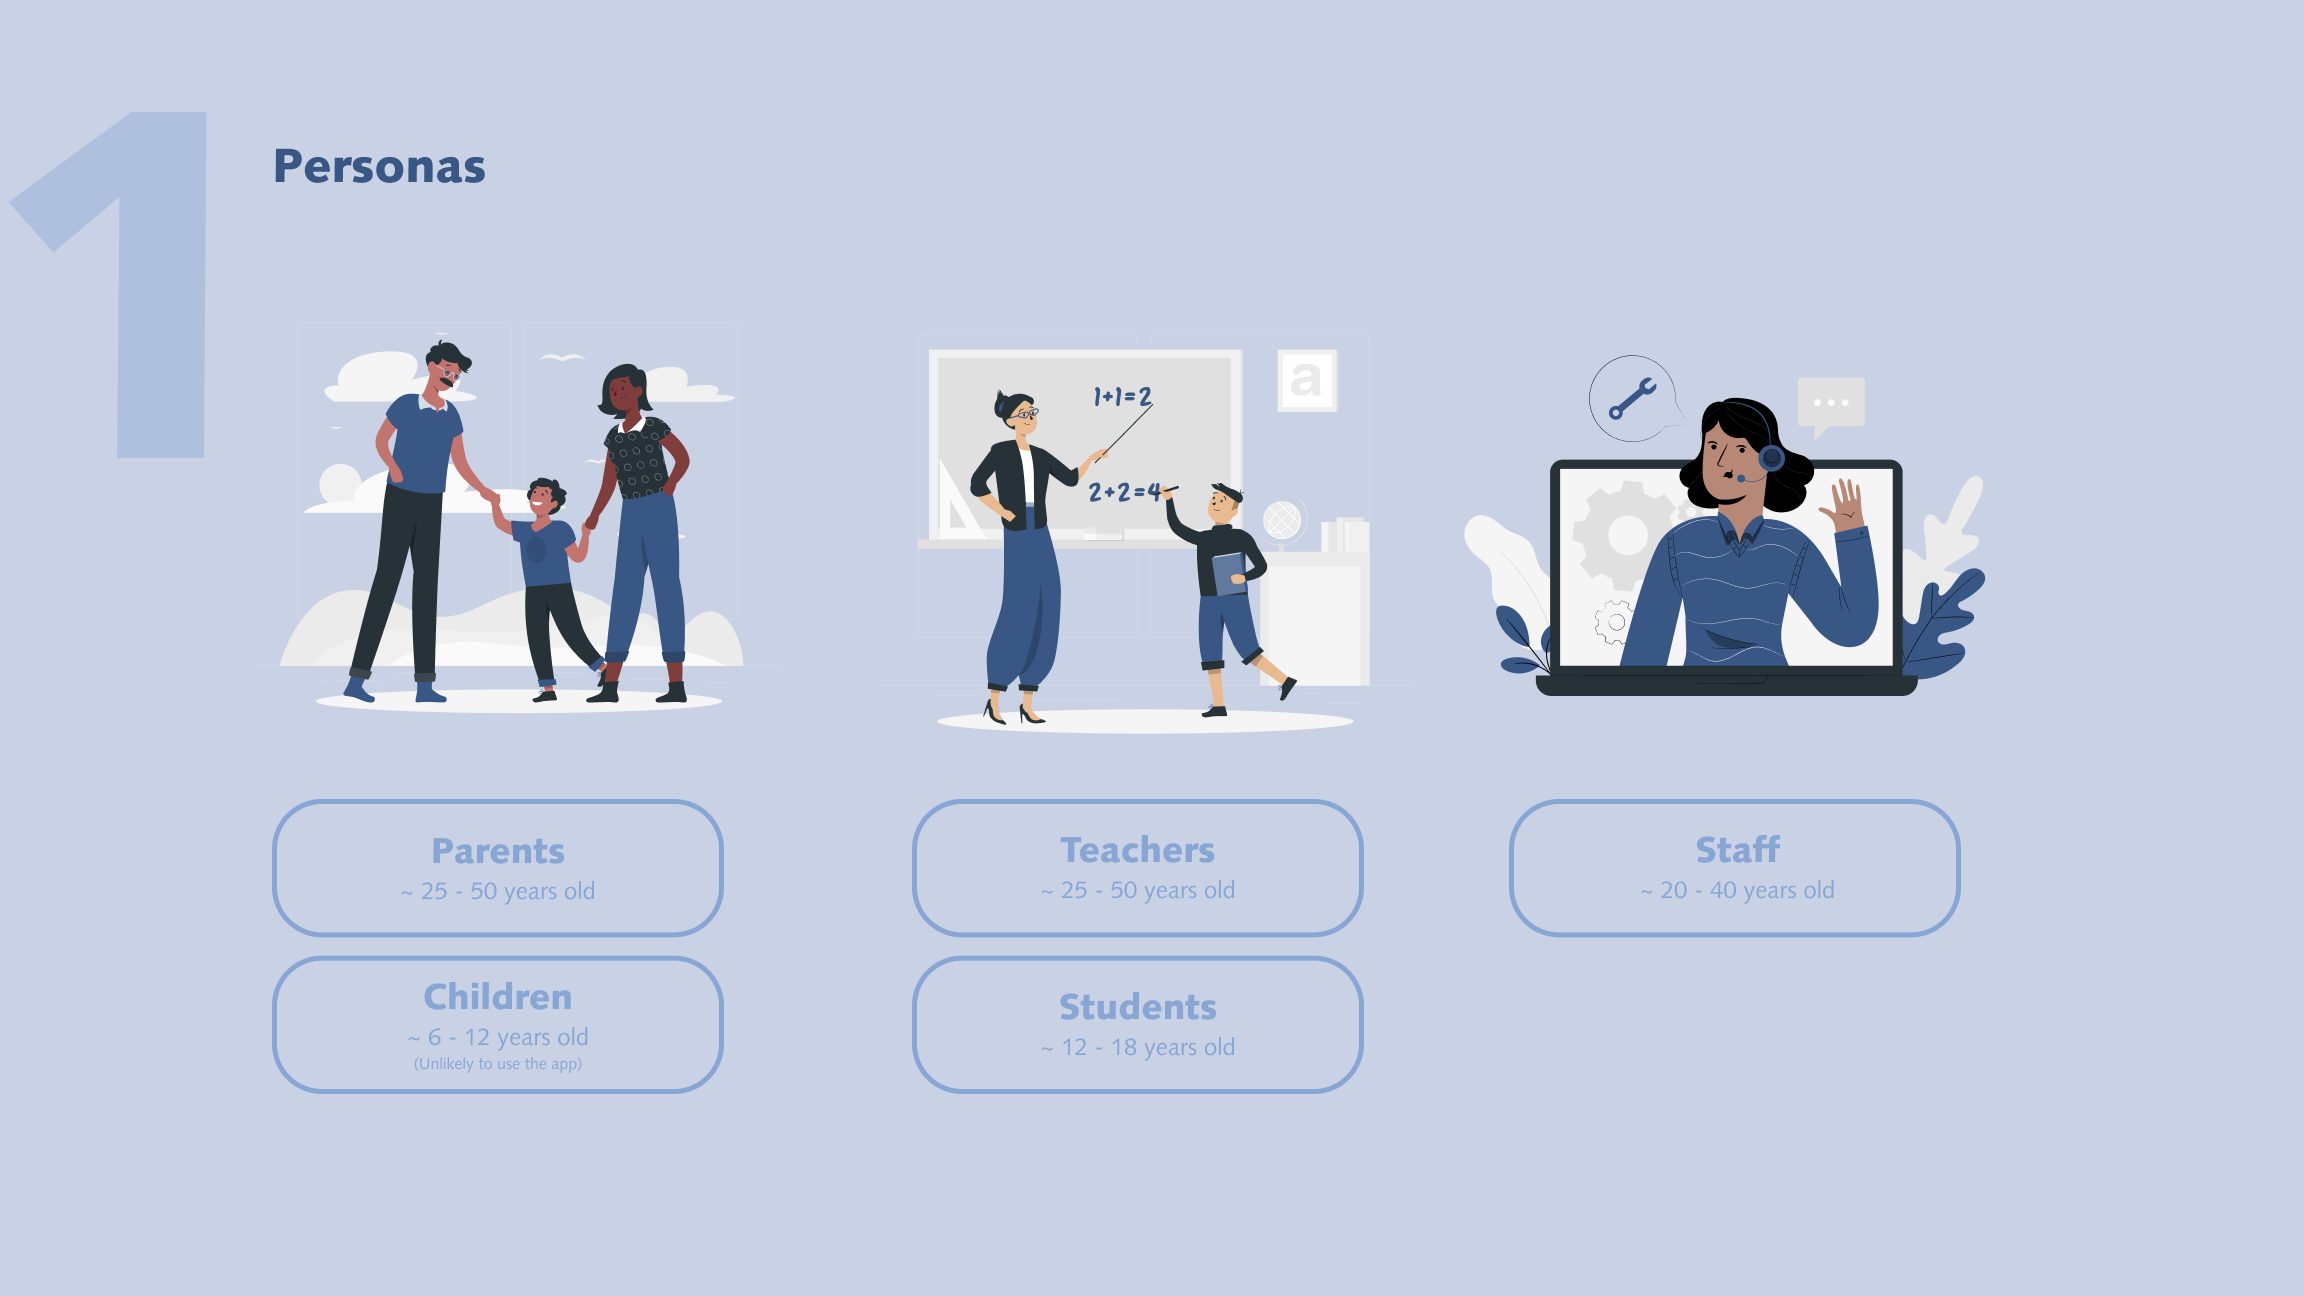 1
Personas
1+1=2
2+2=4
a
Parents
~ 25 - 50 years old
Teachers
~ 25 - 50 years old
Staff
~ 20 - 40 years old
Children
~ 6 - 12 years old
(Unlikely to use the app)
Students
~ 12 - 18 years old